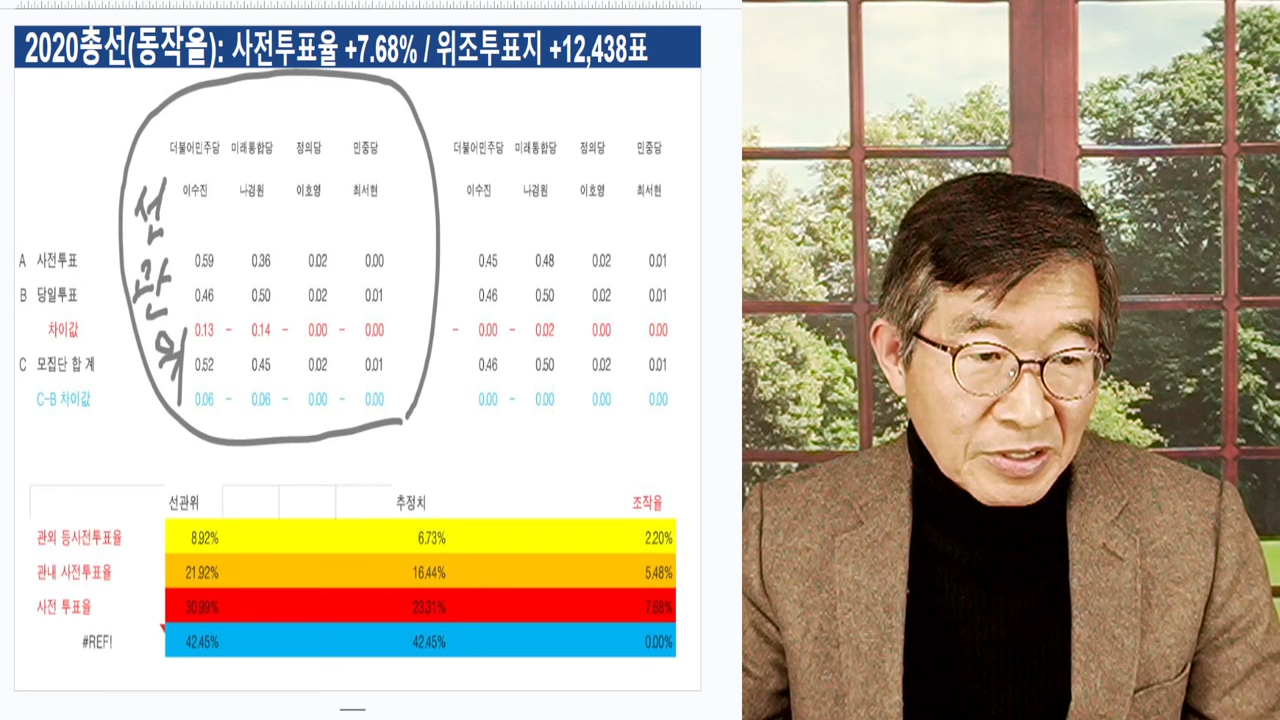 2020총선(동작을): 사전투표율 +7.68% / 위조투표지 +12,438표
더불어민주당 미래통합당 정의당 민중당 더불어민주당 미래통합당 정의당 민중당
이수진 나경원 이호영 최서현 이수진 나경원 이호영 최서현
선관위
A 사전투표 0.59 0.36 0.02 0.00 0.45 0.48 0.02 0.01
B 당일투표 0.46 0.50 0.02 0.01 0.46 0.50 0.02 0.01
차이값 0.13 - 0.14 - 0.00 - 0.00 - 0.00 - 0.02 0.00 0.00
C 모집단 합 계 0.52 0.45 0.02 0.01 0.46 0.50 0.02 0.01
C-B 차이값 0.06 - 0.06 - 0.00 - 0.00 0.00 - 0.00 0.00 0.00
선관위 추정치 조작율
관외 등사전투표율 8.92% 6.73% 2.20%
관내 사전투표율 21.92% 16.44% 5.48%
사전 투표율 30.99% 23.31% 7.68%
#REF! 42.45% 42.45% 0.00%